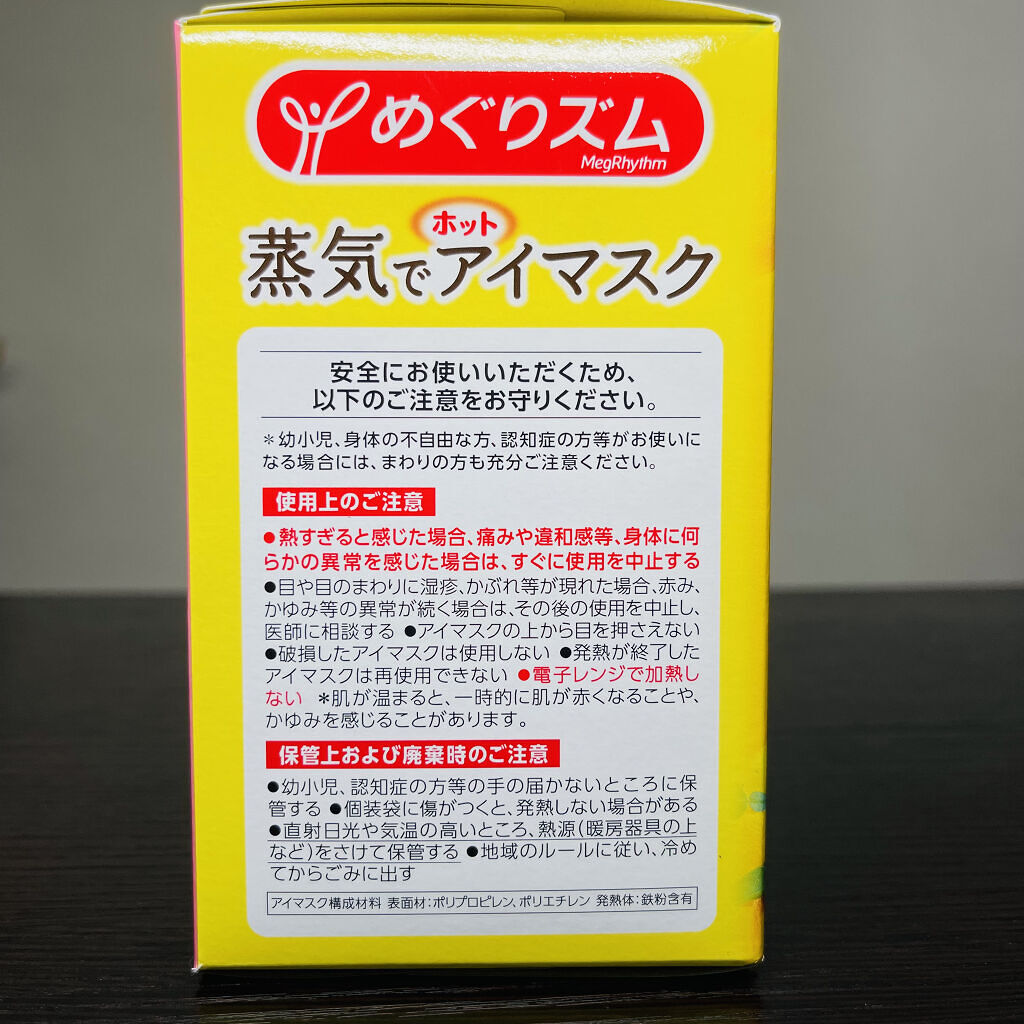 めぐりズム
MegRhythm
ホット
蒸気でアイマスク
安全にお使いいただくため、
以下のご注意をお守りください。
＊幼小児、身体の不自由な方、認知症の方等がお使いに
なる場合には、まわりの方も充分ご注意ください。
使用上のご注意
●熱すぎると感じた場合、痛みや違和感等、身体に何
らかの異常を感じた場合は、すぐに使用を中止する
●目や目のまわりに湿疹、かぶれ等が現れた場合、赤み、
かゆみ等の異常が続く場合は、その後の使用を中止し、
医師に相談する ●アイマスクの上から目を押さえない
●破損したアイマスクは使用しない ●発熱が終了した
アイマスクは再使用できない ●電子レンジで加熱し
ない ＊肌が温まると、一時的に肌が赤くなることや、
かゆみを感じることがあります。
保管上および廃棄時のご注意
●幼小児、認知症の方等の手の届かないところに保
管する ●個装袋に傷がつくと、発熱しない場合がある
●直射日光や気温の高いところ、熱源(暖房器具の上
など)をさけて保管する ●地域のルールに従い、冷め
てからごみに出す
アイマスク構成材料 表面材：ポリプロピレン、ポリエチレン 発熱体：鉄粉含有